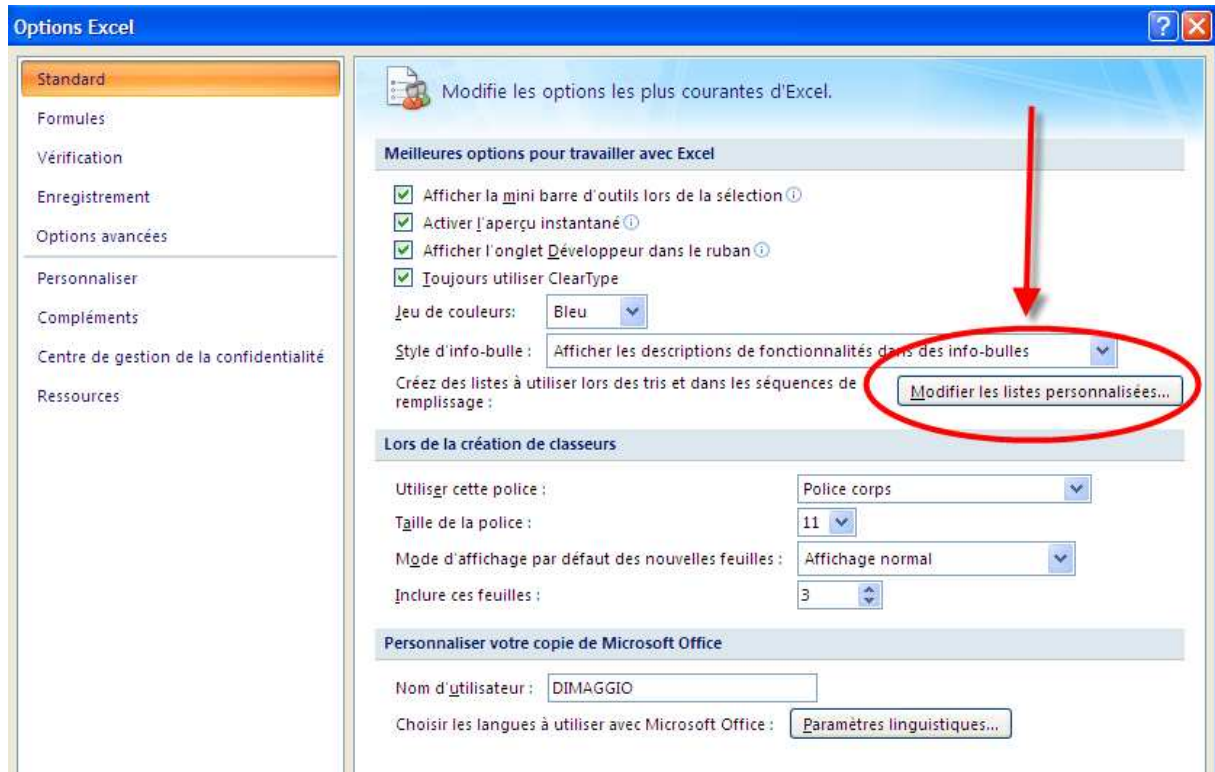 Options Excel
Standard
Formules
Vérification
Enregistrement
Options avancées
Personnaliser
Compléments
Centre de gestion de la confidentialité
Ressources
Modifie les options les plus courantes d'Excel.
Meilleures options pour travailler avec Excel
Afficher la mini barre d'outils lors de la sélection
Activer l'aperçu instantané
Afficher l'onglet Développeur dans le ruban
Toujours utiliser ClearType
Jeu de couleurs: Bleu
Style d'info-bulle : Afficher les descriptions de fonctionnalités dans des info-bulles
Créez des listes à utiliser lors des tris et dans les séquences de
remplissage :
Modifier les listes personnalisées...
Lors de la création de classeurs
Utiliser cette police : Police corps
Taille de la police : 11
Mode d'affichage par défaut des nouvelles feuilles : Affichage normal
Inclure ces feuilles : 3
Personnaliser votre copie de Microsoft Office
Nom d'utilisateur : DIMAGGIO
Choisir les langues à utiliser avec Microsoft Office : Paramètres linguistiques...